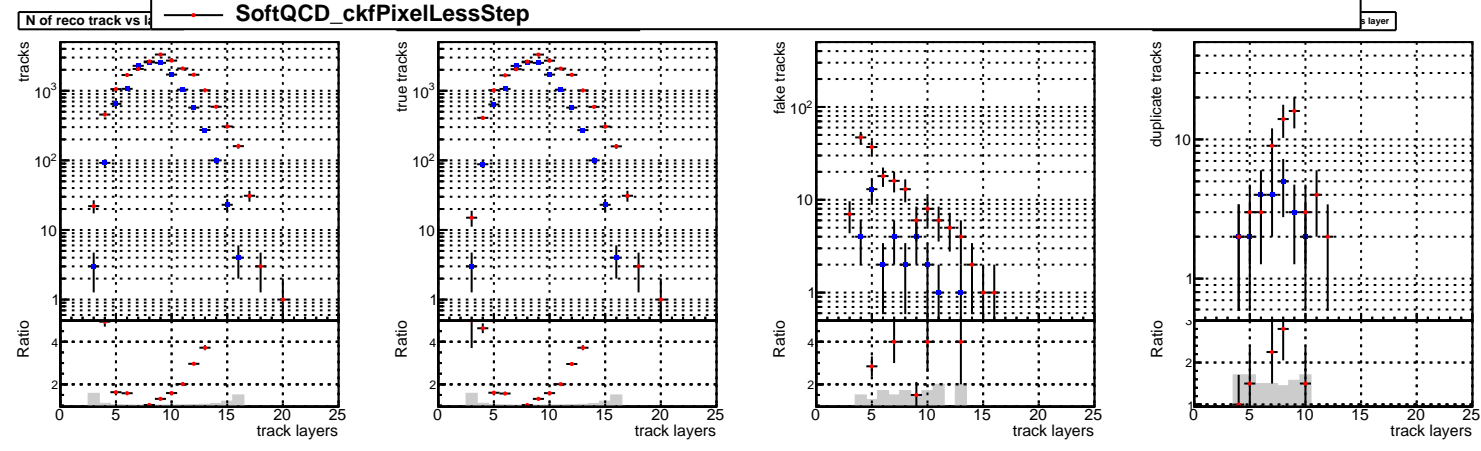 SoftQCD_ckfPixelLessStep
N of reco track vs la
s layer
tracks
10³
10²
10
1
Ratio
4
2
0 5 10 15 20 25
track layers
true tracks
10³
10²
10
1
Ratio
4
2
0 5 10 15 20 25
track layers
fake tracks
10²
10
1
Ratio
4
2
0 5 10 15 20 25
track layers
duplicate tracks
10
1
Ratio
3
2
1
0 5 10 15 20 25
track layers